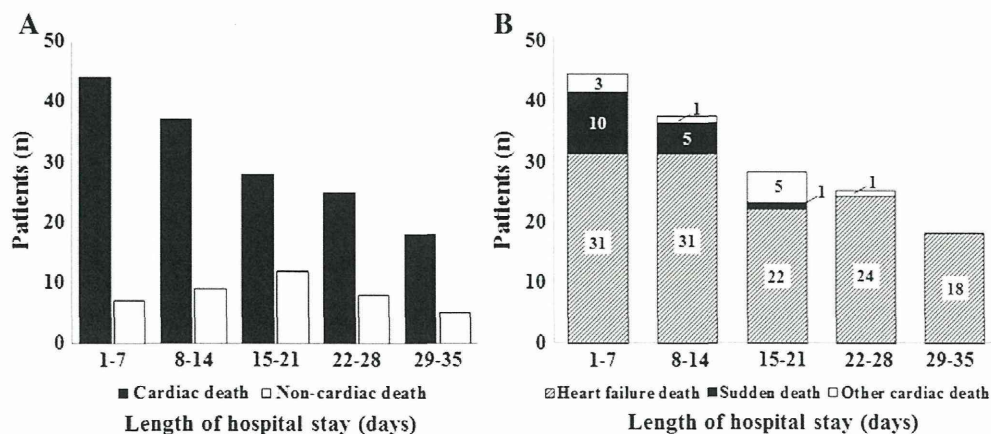 A
50
40
30
20
10
0
Patients (n)
1-7 8-14 15-21 22-28 29-35
Cardiac death Non-cardiac death
Length of hospital stay (days)
B
50
40
30
20
10
0
Patients (n)
3
10
31
1
5
31
5
1
22
1
24
18
1-7 8-14 15-21 22-28 29-35
Heart failure death Sudden death Other cardiac death
Length of hospital stay (days)